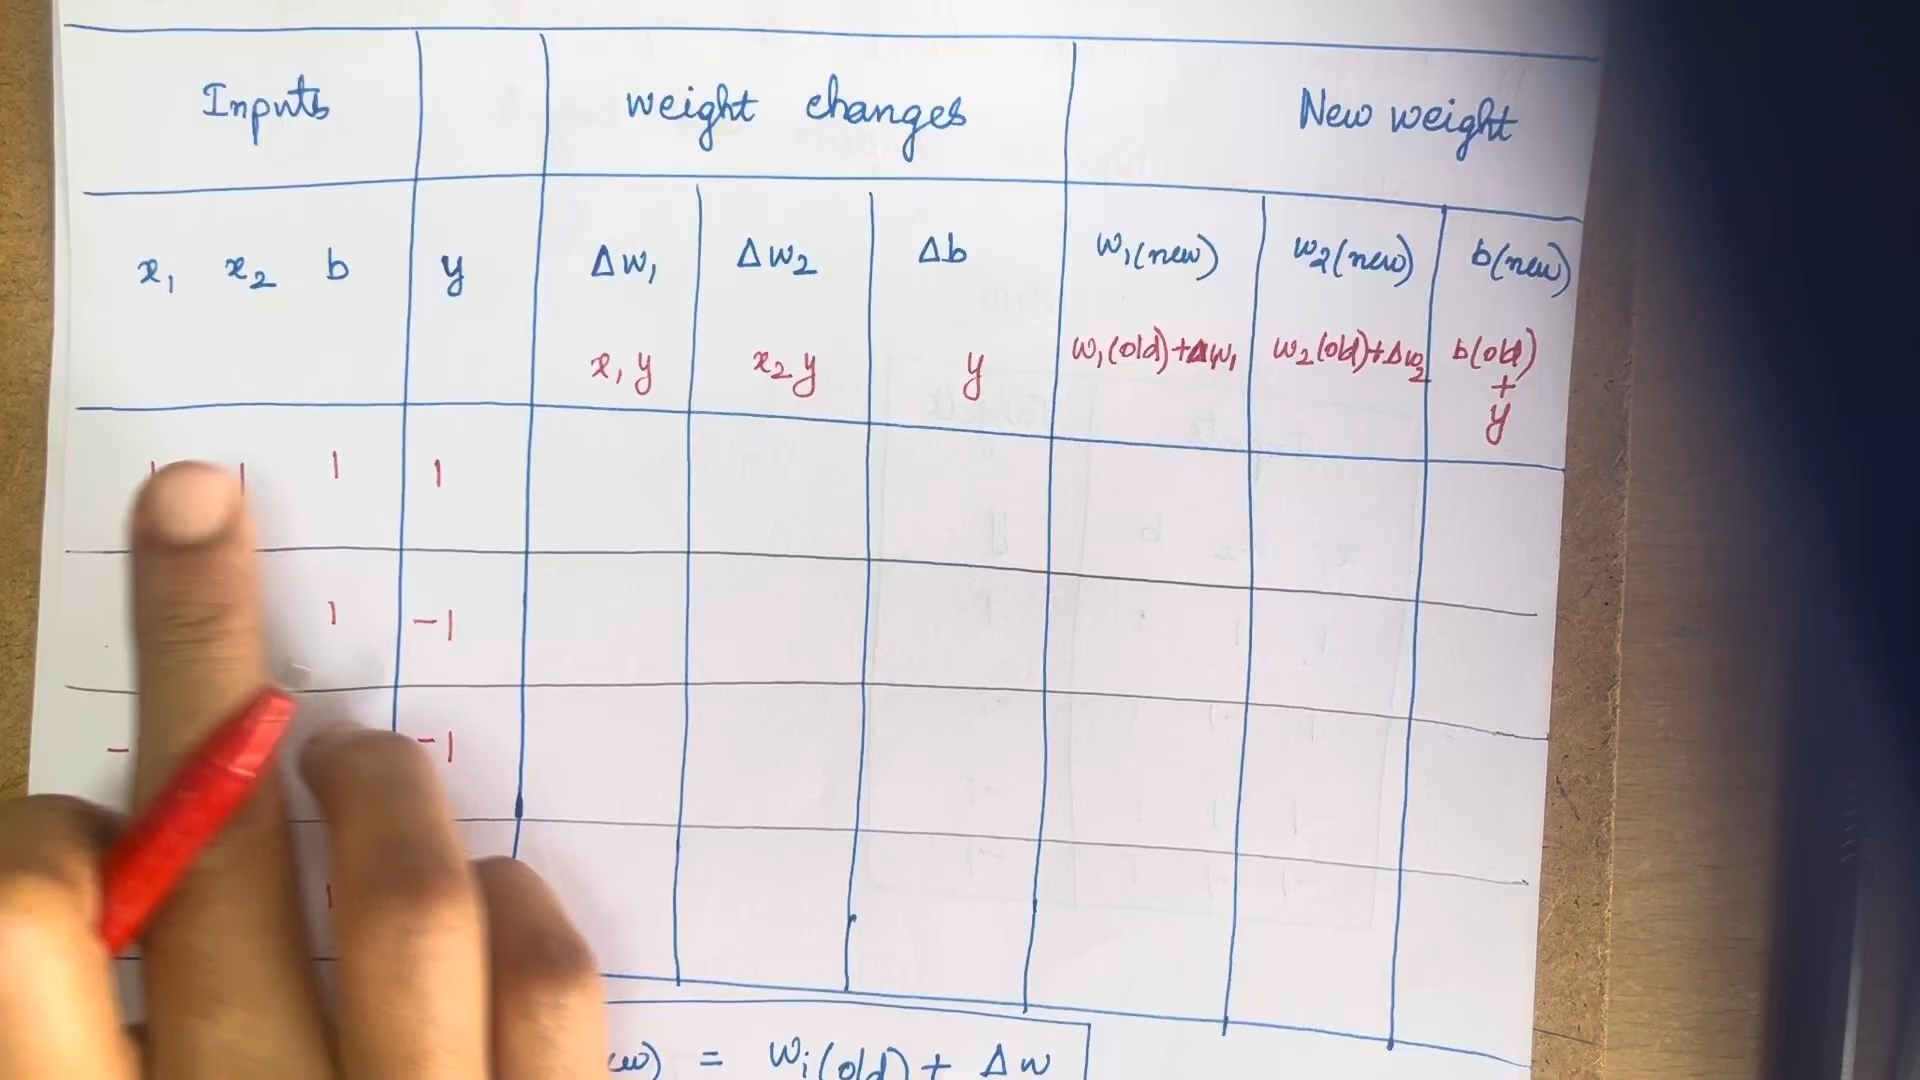 Inputs weight changes New weight
x₁ x₂ b y Δw₁ Δw₂ Δb w₁(new) w₂(new) b(new)
x₁y x₂y y w₁(old)+Δw₁ w₂(old)+Δw₂ b(old)
+
y
1 1 1 1
1 -1
- -1
1
= wᵢ(old) + Δw